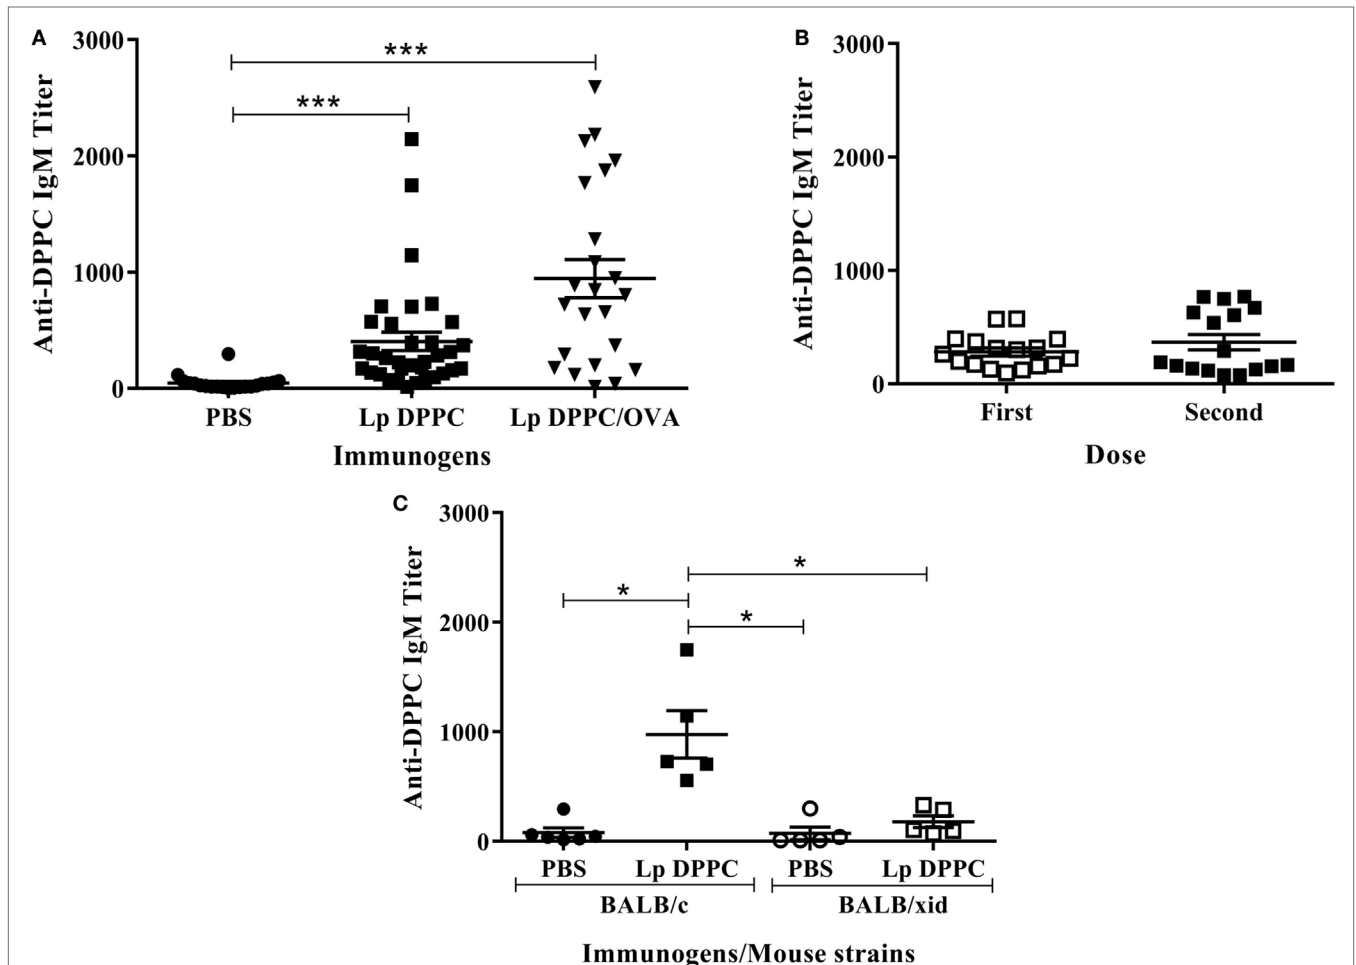 A
Anti-DPPC IgM Titer
3000
2000
1000
0
***
***
PBS
Lp DPPC
Lp DPPC/OVA
Immunogens
B
Anti-DPPC IgM Titer
3000
2000
1000
0
First
Second
Dose
C
Anti-DPPC IgM Titer
3000
2000
1000
0
*
*
*
PBS
Lp DPPC
PBS
Lp DPPC
BALB/c
BALB/xid
Immunogens/Mouse strains